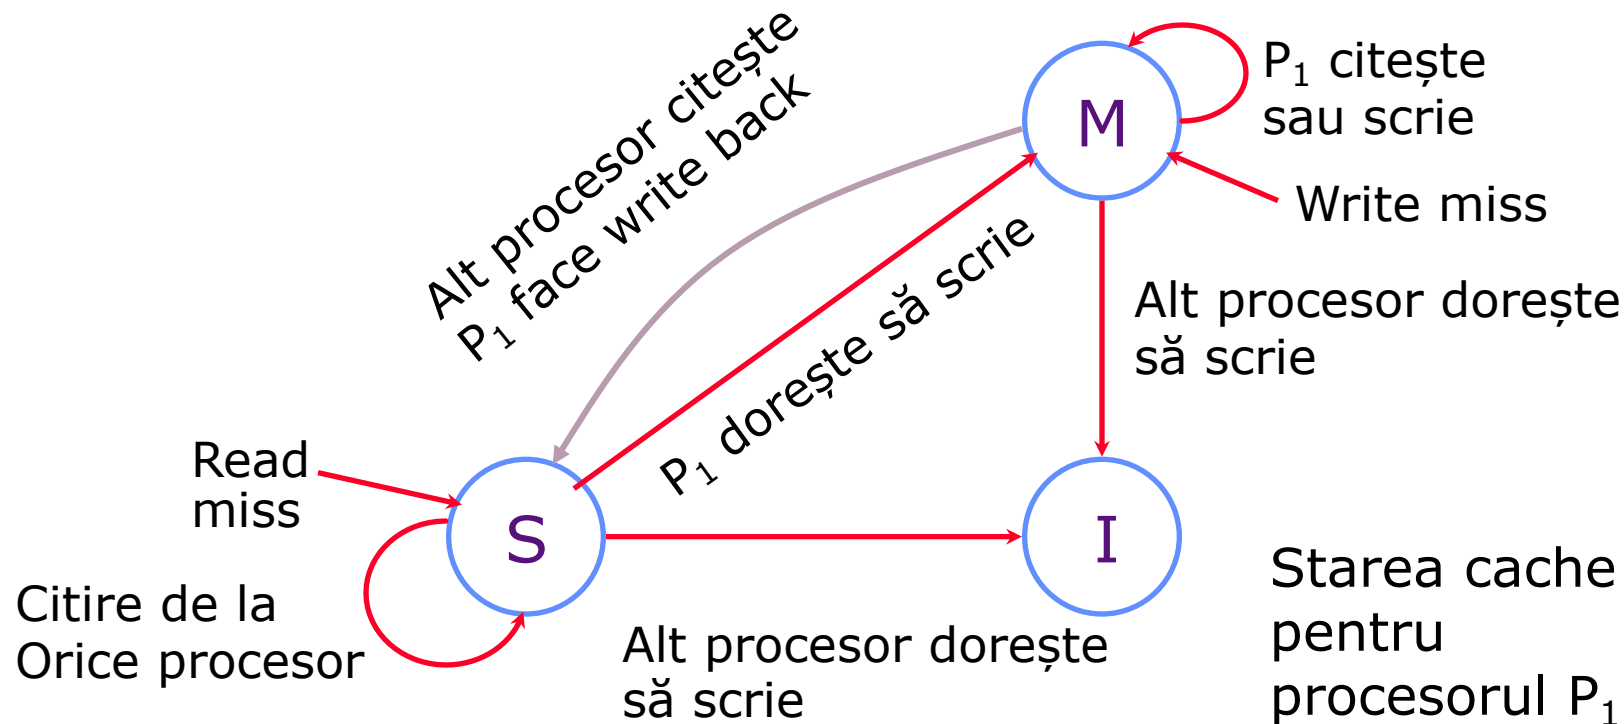 Alt procesor citește
P₁ face write back
M
P₁ citește
sau scrie
Write miss
P₁ dorește să scrie
Alt procesor dorește
să scrie
Read
miss
S
I
Citire de la
Orice procesor
Alt procesor dorește
să scrie
Starea cache
pentru
procesorul P₁